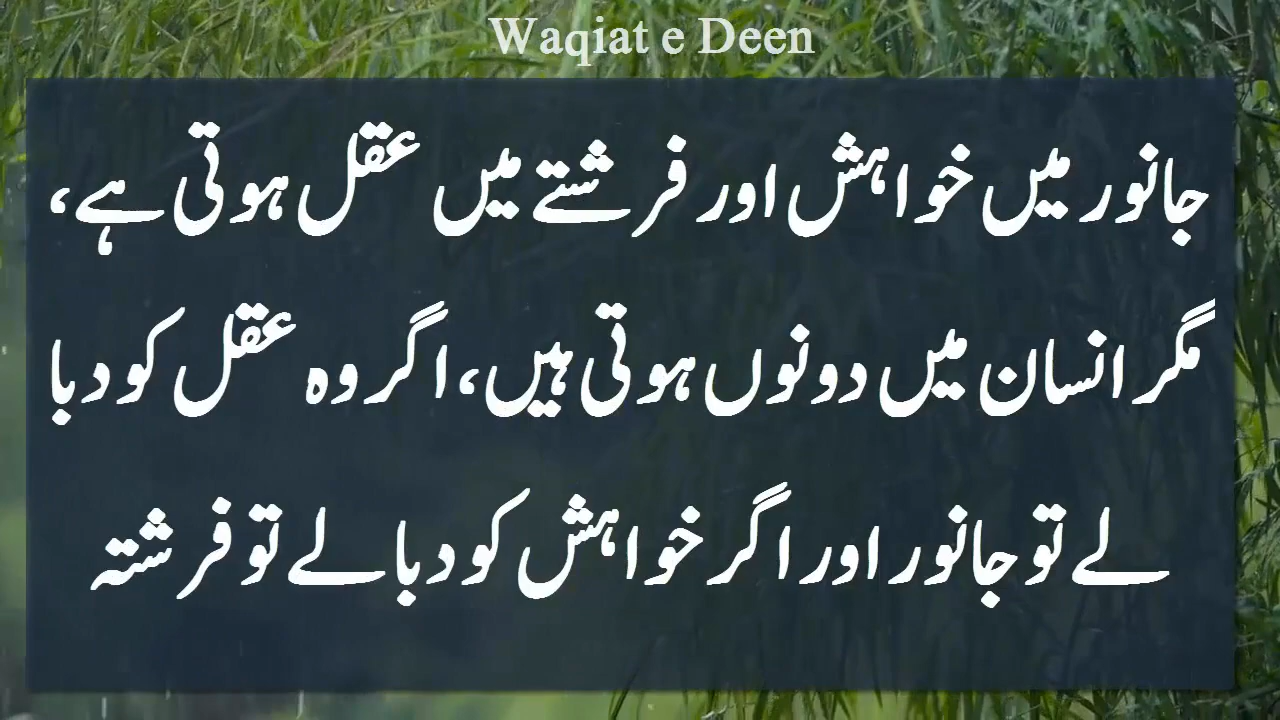 Waqiat e Deen
جانور میں خواہش اور فرشتے میں عقل ہوتی ہے،
مگر انسان میں دونوں ہوتی ہیں، اگر وہ عقل کو دبا
لے تو جانور اور اگر خواہش کو دبا لے تو فرشتہ